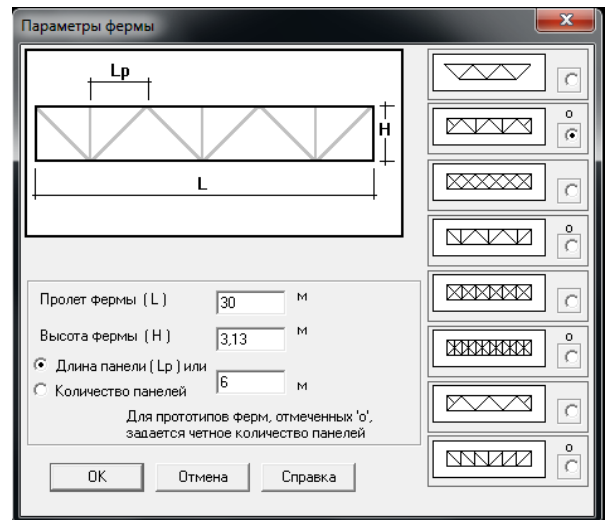 Параметры фермы
Lp
H
L
o
o
o
o
Пролет фермы ( L ) 30 м
Высота фермы ( H ) 3,13 м
Длина панели ( Lp ) или
Количество панелей 6 м
Для прототипов ферм, отмеченных 'o',
задается четное количество панелей
OK Отмена Справка